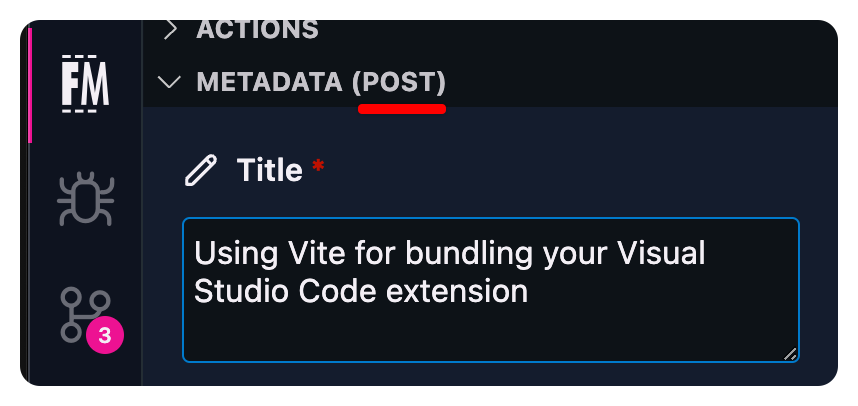 ACTIONS
METADATA (POST)
FM
Title *
Using Vite for bundling your Visual
Studio Code extension
3